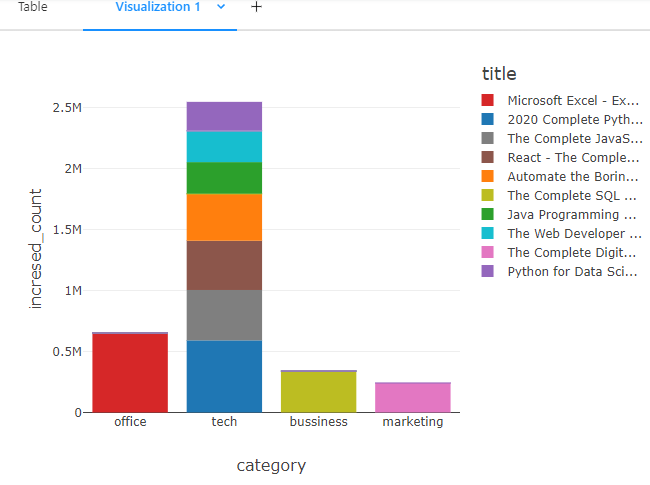 Table Visualization 1 +
title
Microsoft Excel - Ex...
2020 Complete Pyth...
The Complete JavaS...
React - The Comple...
Automate the Borin...
The Complete SQL ...
Java Programming ...
The Web Developer ...
The Complete Digit...
Python for Data Sci...
incresed_count
2.5M
2M
1.5M
1M
0.5M
0
office tech bussiness marketing
category